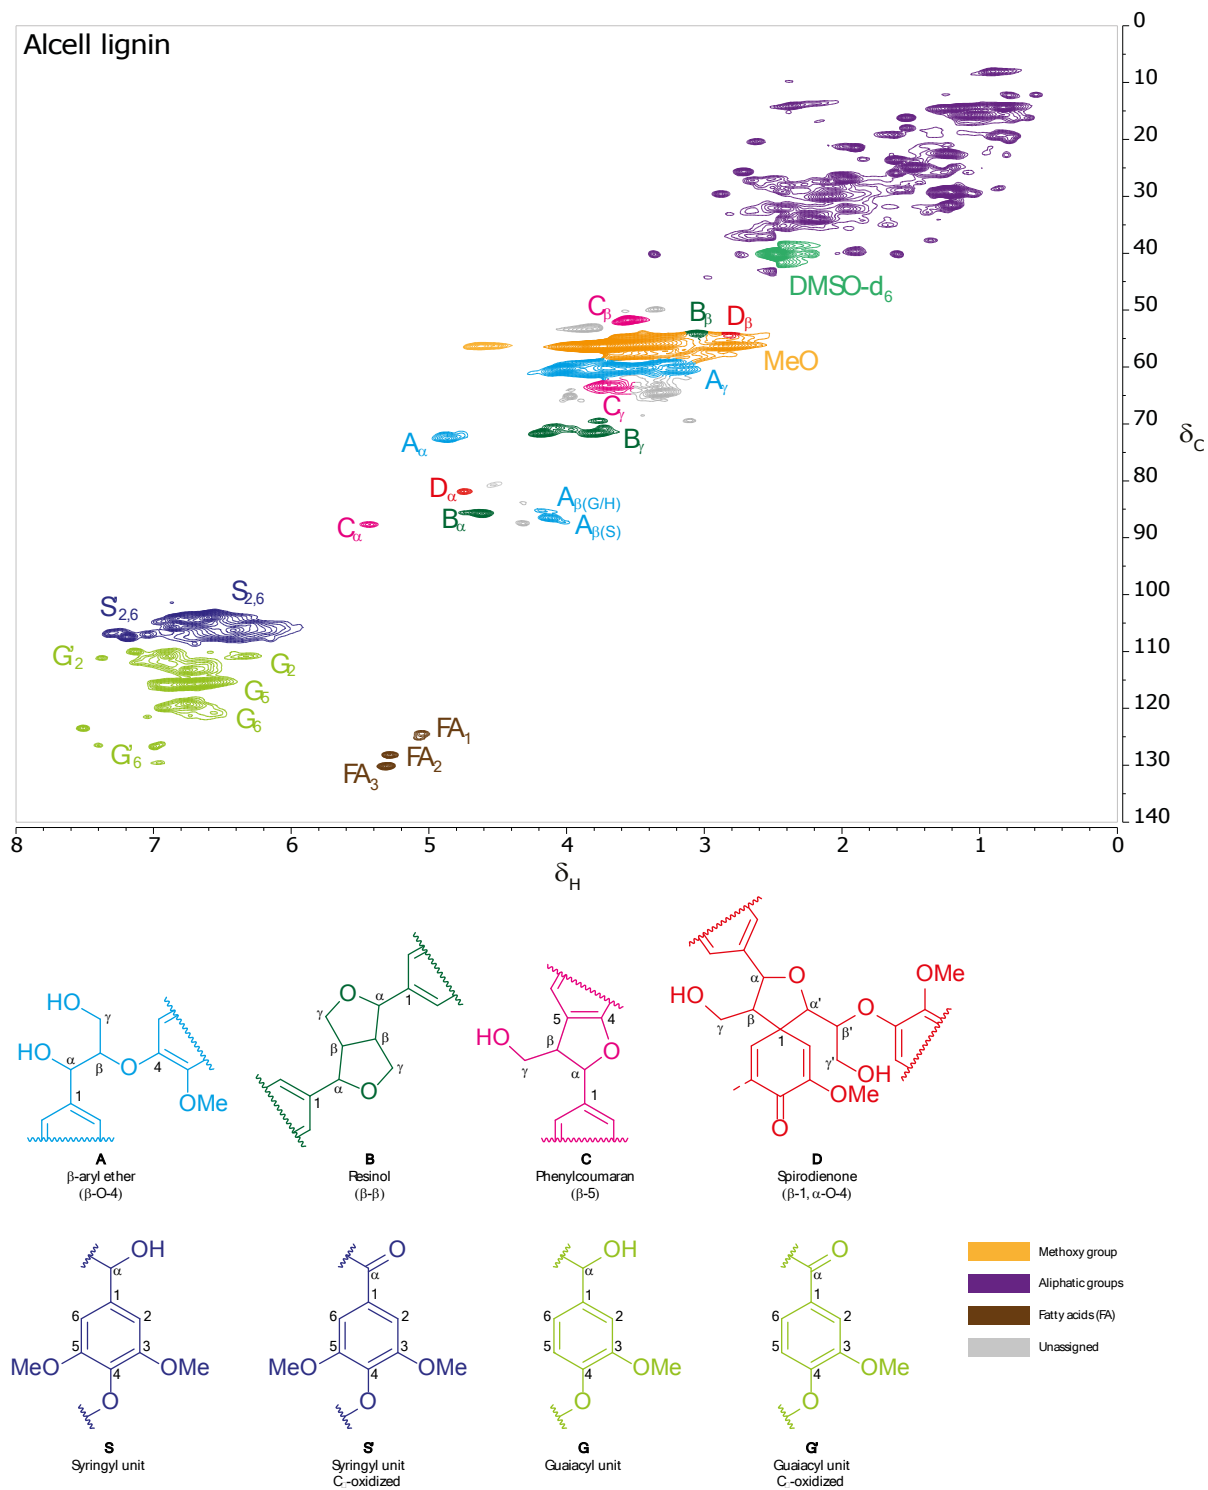 Alcell lignin
0
10
20
30
40
DMSO-d6
Cβ
Bβ
Dβ
50
MeO
60
Aγ
Cγ
70
Aα
Bγ
δC
80
Dα
Aβ(G/H)
Bα
Aβ(S)
Cα
90
100
S'2,6
S2,6
110
G'2
G2
G5
120
G6
FA1
G'6
FA2
FA3
130
140
8 7 6 5 4 3 2 1 0
δH
HO
γ
HO
α
β
O
4
1
OMe
A
β-aryl ether
(β-O-4)
O
α
1
γ
β
β
γ
α
O
1
B
Resinol
(β-β)
5
4
HO
β
O
γ
α
1
C
Phenylcoumaran
(β-5)
α
O
OMe
HO
α'
O
γ
β
β'
1
γ'
OH
OMe
O
D
Spirodienone
(β-1, α-O-4)
OH
α
1
6
2
5
3
MeO
4
OMe
O
S
Syringyl unit
O
α
1
6
2
5
3
MeO
4
OMe
O
S'
Syringyl unit
C -oxidized
OH
α
1
6
2
5
3
4
OMe
O
G
Guaiacyl unit
O
α
1
6
2
5
3
4
OMe
O
G'
Guaiacyl unit
C -oxidized
Methoxy group
Aliphatic groups
Fatty acids (FA)
Unassigned